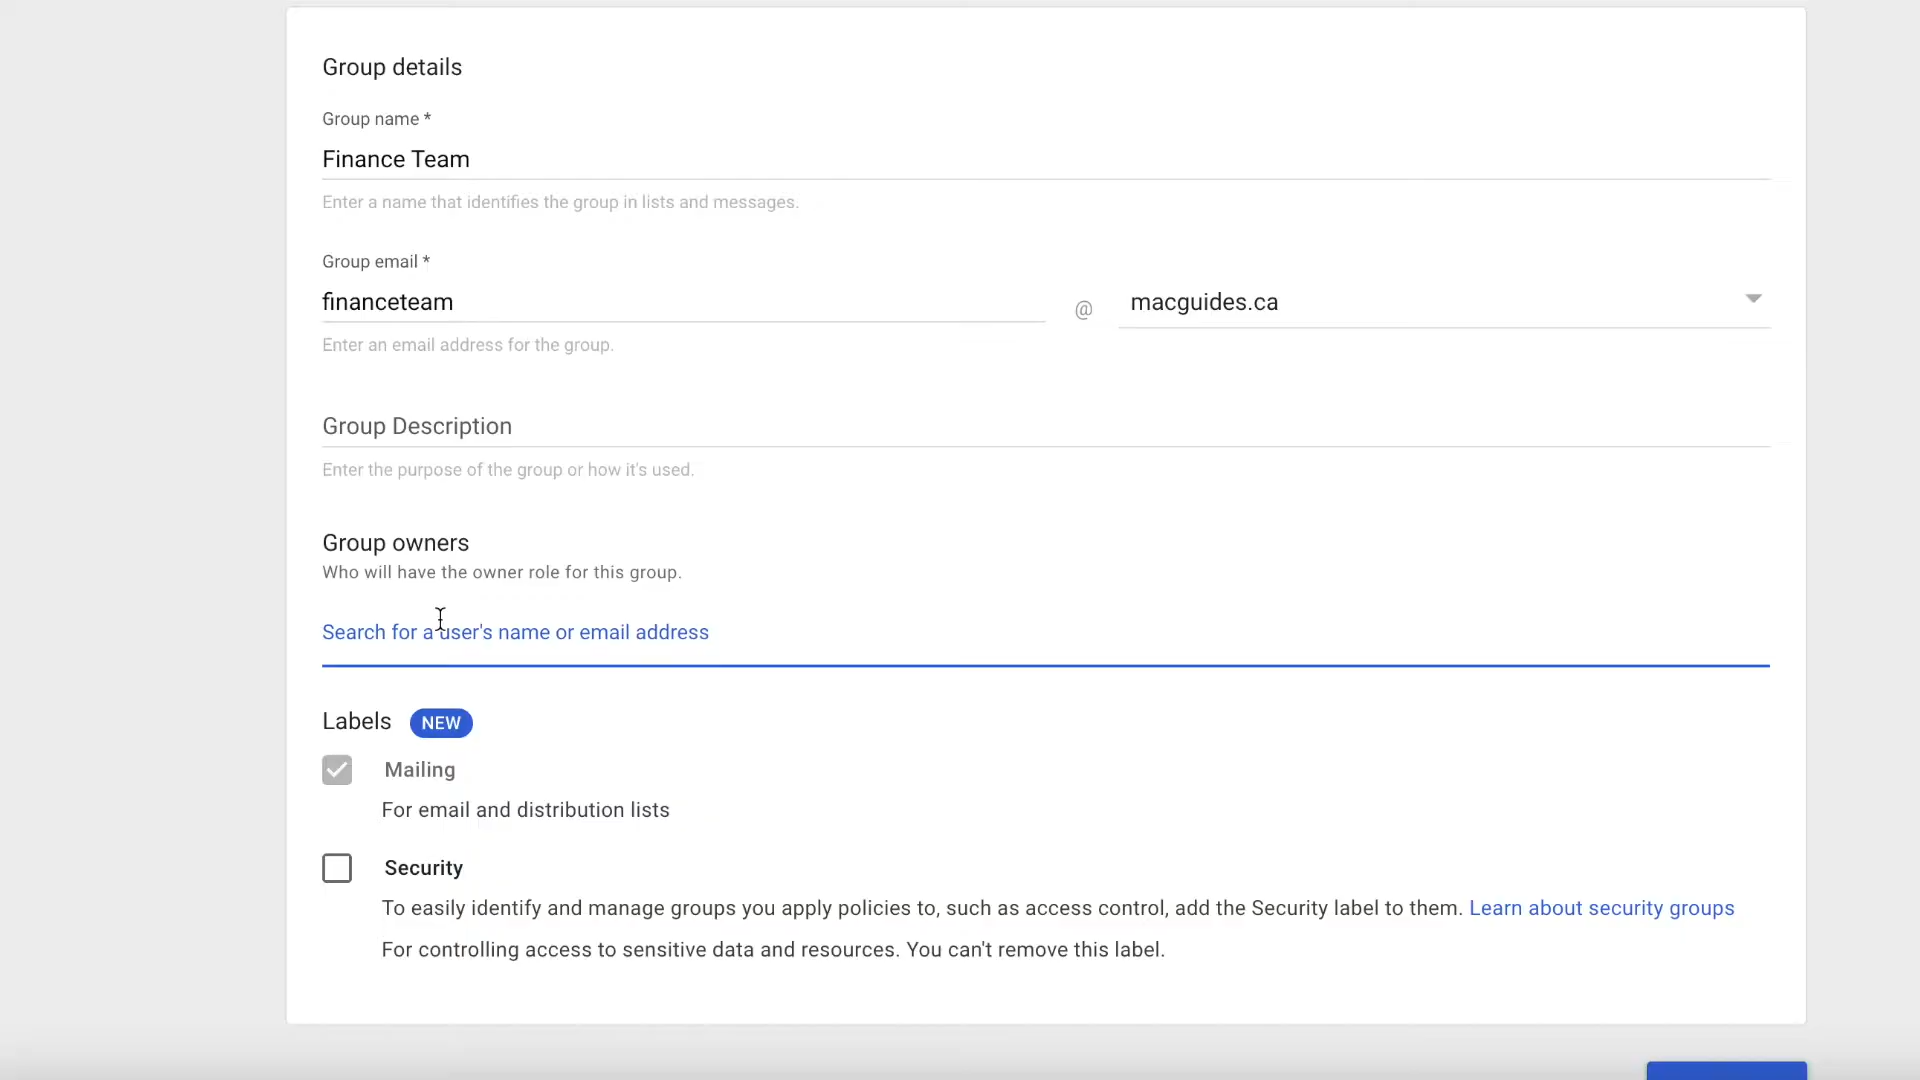 Group details
Group name *
Finance Team
Enter a name that identifies the group in lists and messages.
Group email *
financeteam @ macguides.ca
Enter an email address for the group.
Group Description
Enter the purpose of the group or how it's used.
Group owners
Who will have the owner role for this group.
Search for a user's name or email address
Labels NEW
Mailing
For email and distribution lists
Security
To easily identify and manage groups you apply policies to, such as access control, add the Security label to them. Learn about security groups
For controlling access to sensitive data and resources. You can't remove this label.